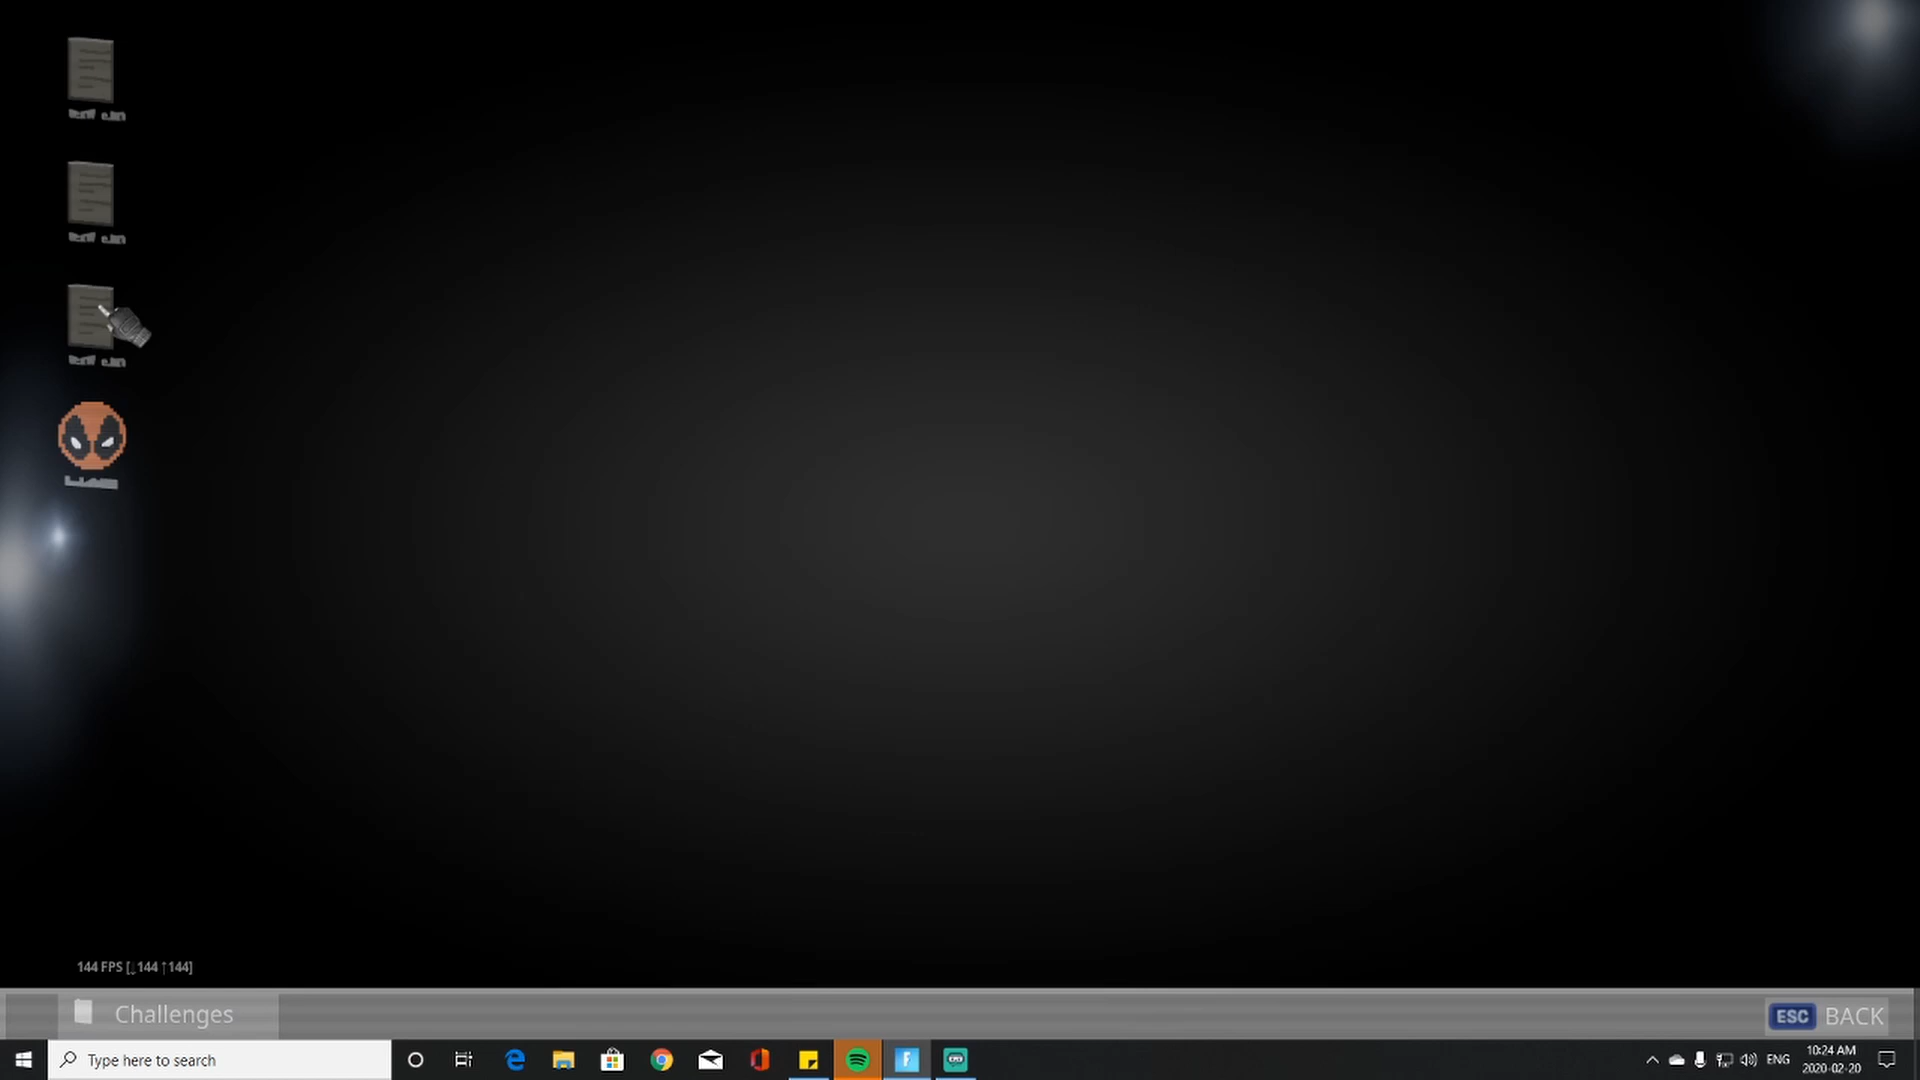 144 FPS [↓144 ↑144]
Challenges
ESC BACK
Type here to search
ENG
10:24 AM
2020-02-20